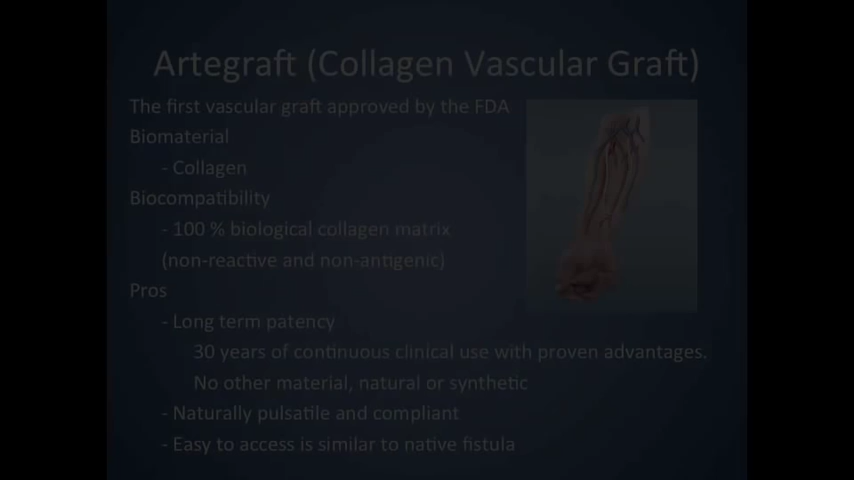 Artegraft (Collagen Vascular Graft)
The first vascular graft approved by the FDA
Biomaterial
- Collagen
Biocompatibility
- 100 % biological collagen matrix
(non-reactive and non-antigenic)
Pros
- Long term patency
30 years of continuous clinical use with proven advantages.
No other material, natural or synthetic
- Naturally pulsatile and compliant
- Easy to access is similar to native fistula